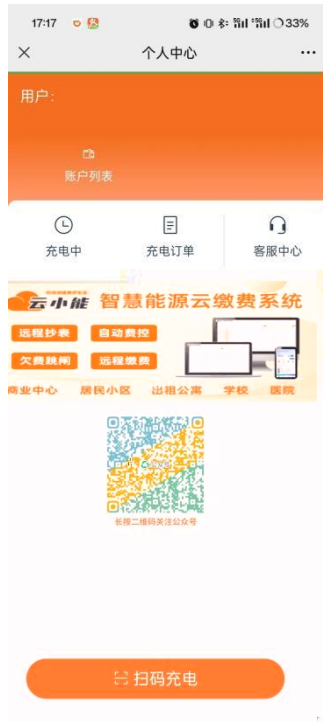 17:17
33%
个人中心
用户:
账户列表
充电中
充电订单
客服中心
云小能 智慧能源云缴费系统
远程抄表 自动费控
欠费跳闸 远程缴费
商业中心 居民小区 出租公寓 学校 医院
长按二维码关注公众号
扫码充电